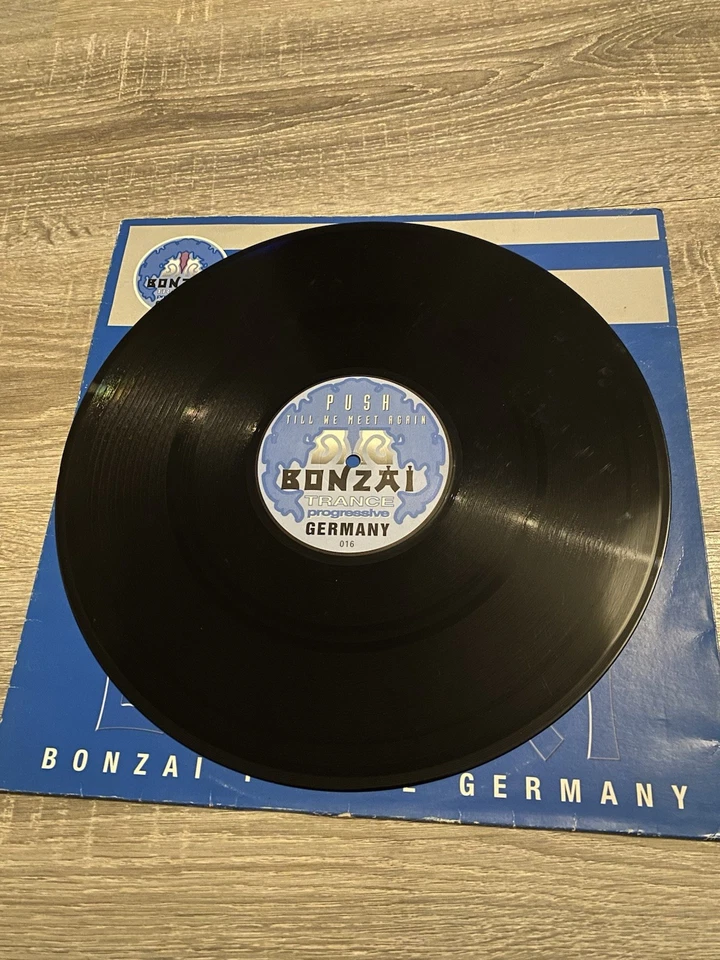 PUSH
TILL WE MEET AGAIN
BONZAI
TRANCE
progressive
GERMANY
016
BONZAI GERMANY